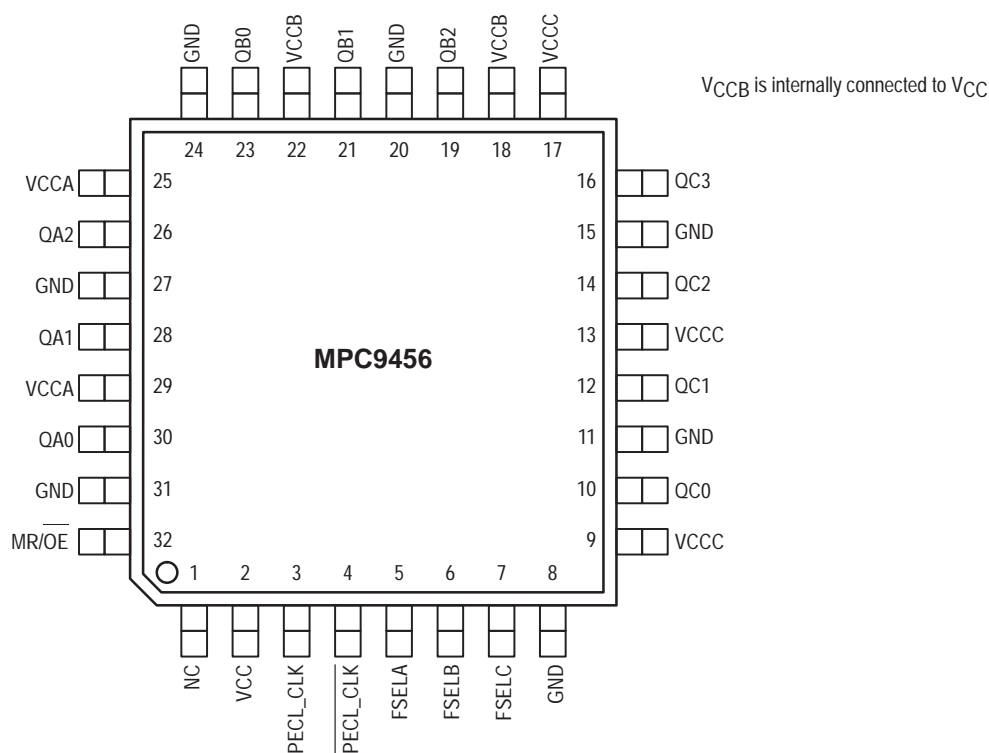 GND
QB0
VCCB
QB1
GND
QB2
VCCB
VCCC
VCCB is internally connected to VCC
24 23 22 21 20 19 18 17
VCCA 25 16 QC3
QA2 26 15 GND
GND 27 14 QC2
QA1 28 13 VCCC
MPC9456
VCCA 29 12 QC1
QA0 30 11 GND
GND 31 10 QC0
MR/OE 32 9 VCCC
1 2 3 4 5 6 7 8
NC
VCC
PECL_CLK
PECL_CLK
FSELA
FSELB
FSELC
GND